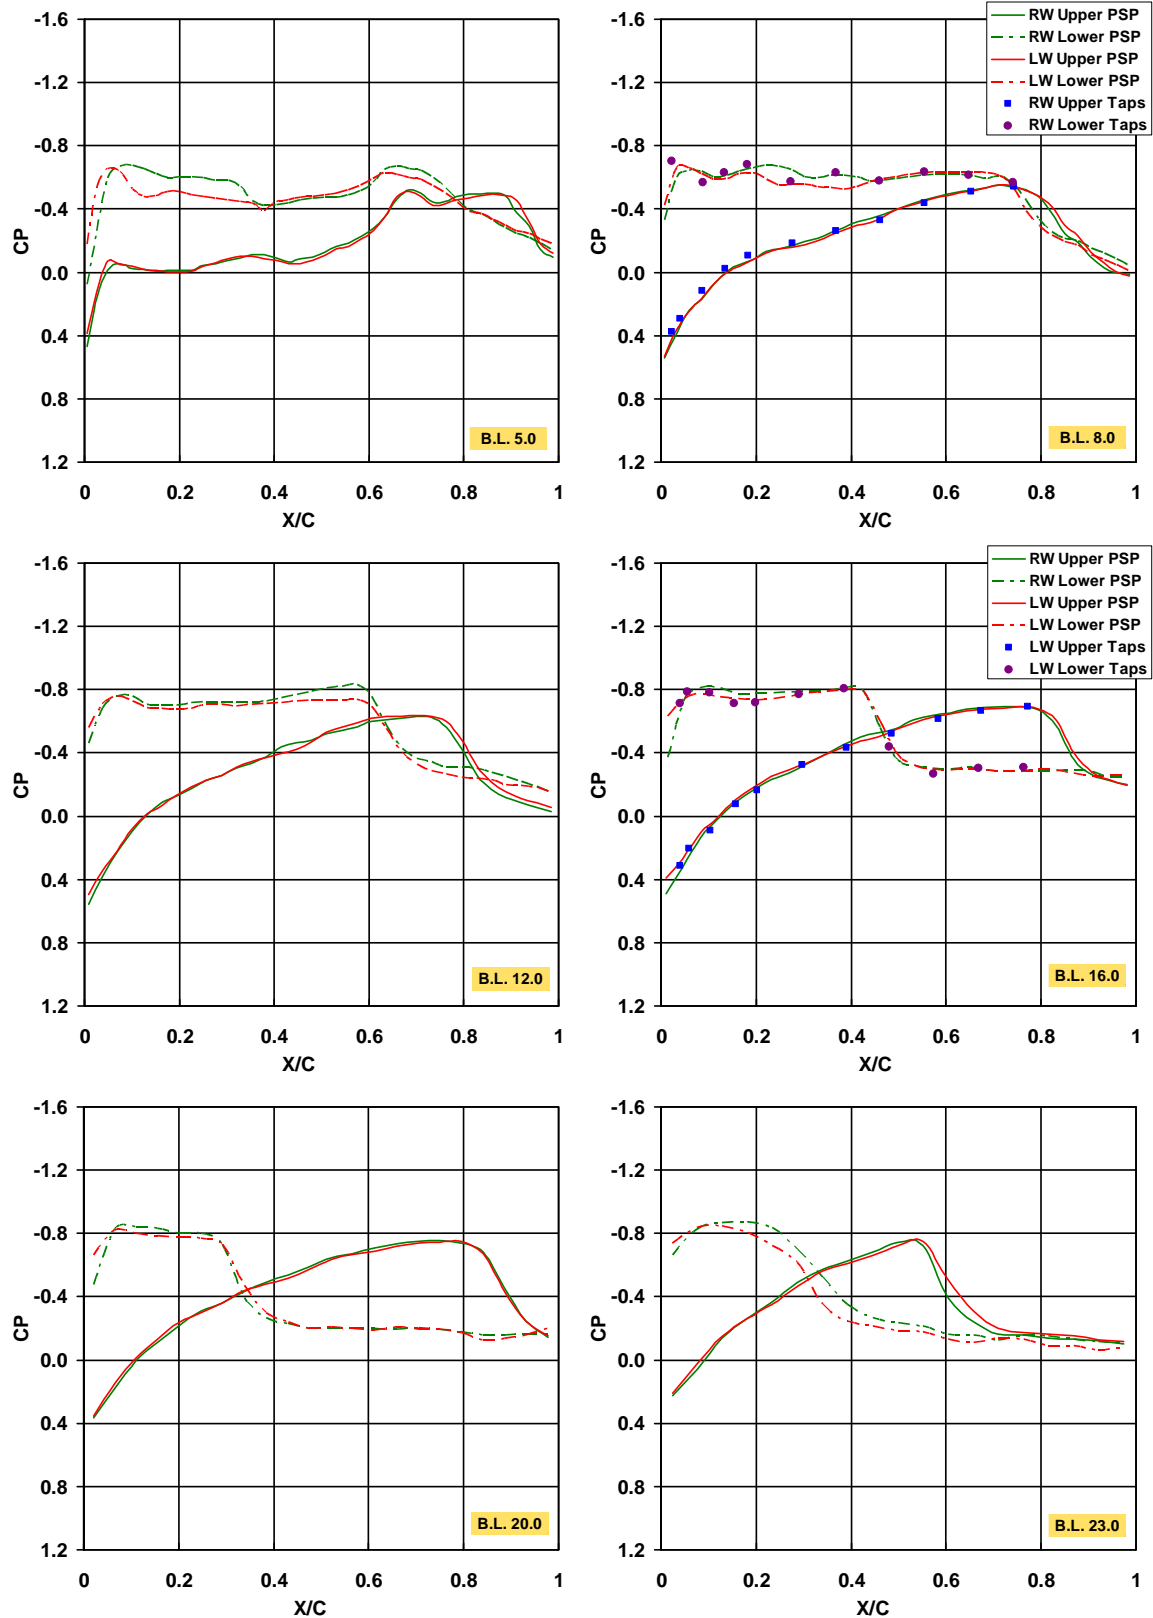 -1.6
-1.2
-0.8
-0.4
0.0
0.4
0.8
1.2
CP
0 0.2 0.4 0.6 0.8 1
X/C
B.L. 5.0
-1.6
-1.2
-0.8
-0.4
0.0
0.4
0.8
1.2
CP
0 0.2 0.4 0.6 0.8 1
X/C
B.L. 8.0
RW Upper PSP
RW Lower PSP
LW Upper PSP
LW Lower PSP
RW Upper Taps
RW Lower Taps
-1.6
-1.2
-0.8
-0.4
0.0
0.4
0.8
1.2
CP
0 0.2 0.4 0.6 0.8 1
X/C
B.L. 12.0
-1.6
-1.2
-0.8
-0.4
0.0
0.4
0.8
1.2
CP
0 0.2 0.4 0.6 0.8 1
X/C
B.L. 16.0
RW Upper PSP
RW Lower PSP
LW Upper PSP
LW Lower PSP
LW Upper Taps
LW Lower Taps
-1.6
-1.2
-0.8
-0.4
0.0
0.4
0.8
1.2
CP
0 0.2 0.4 0.6 0.8 1
X/C
B.L. 20.0
-1.6
-1.2
-0.8
-0.4
0.0
0.4
0.8
1.2
CP
0 0.2 0.4 0.6 0.8 1
X/C
B.L. 23.0